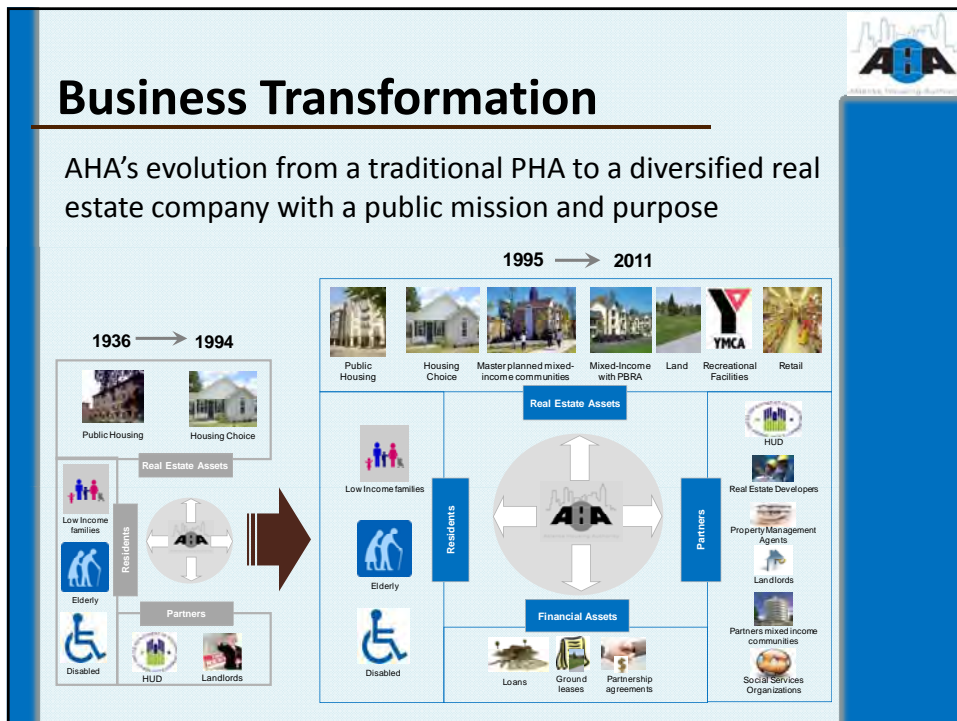 AHA
Business Transformation
AHA's evolution from a traditional PHA to a diversified real
estate company with a public mission and purpose
1936
1994
Public Housing
Housing Choice
Real Estate Assets
Low Income
families
Elderly
Disabled
Residents
AHA
Partners
HUD
Landlords
1995
2011
Public
Housing
Housing
Choice
Master planned mixed-
income communities
Mixed-Income
with PBRA
Land
YMCA
Recreational
Facilities
Retail
Real Estate Assets
Low Income families
Elderly
Disabled
Residents
AHA
Partners
HUD
Real Estate Developers
Property Management
Agents
Landlords
Partners mixed income
communities
Social Services
Organizations
Financial Assets
Loans
Ground
leases
Partnership
agreements